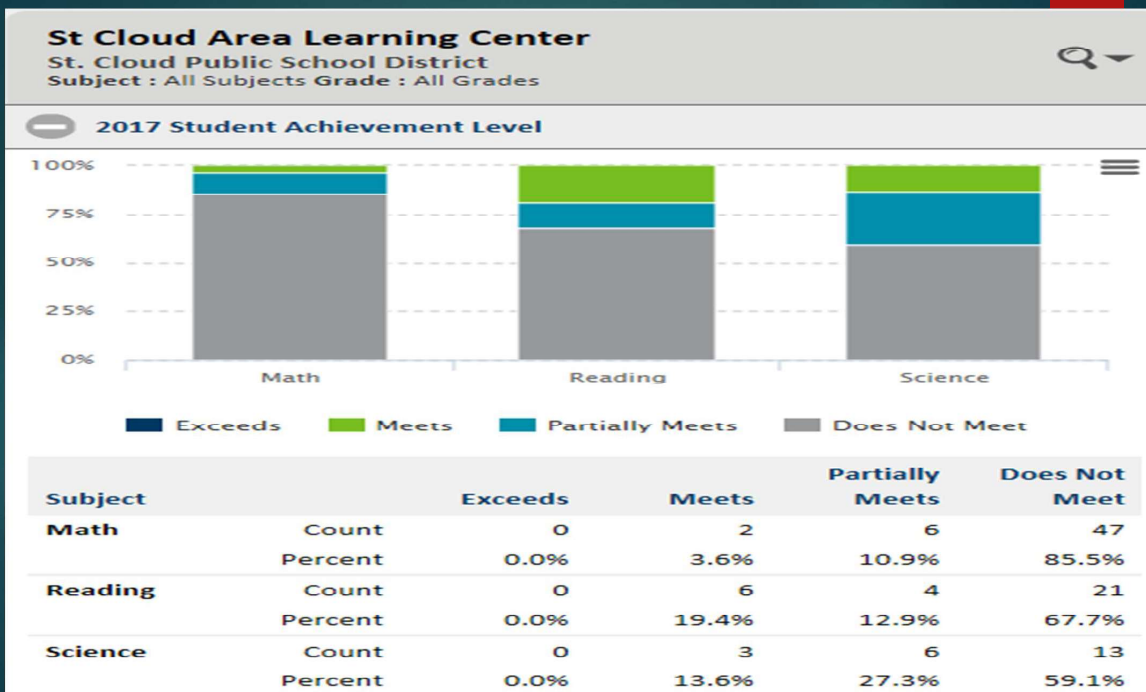 St Cloud Area Learning Center
St. Cloud Public School District
Subject : All Subjects Grade : All Grades
2017 Student Achievement Level
100%
75%
50%
25%
0%
Math Reading Science
Exceeds Meets Partially Meets Does Not Meet
Partially Does Not
Subject Exceeds Meets Meets Meet
Math Count 0 2 6 47
Percent 0.0% 3.6% 10.9% 85.5%
Reading Count 0 6 4 21
Percent 0.0% 19.4% 12.9% 67.7%
Science Count 0 3 6 13
Percent 0.0% 13.6% 27.3% 59.1%